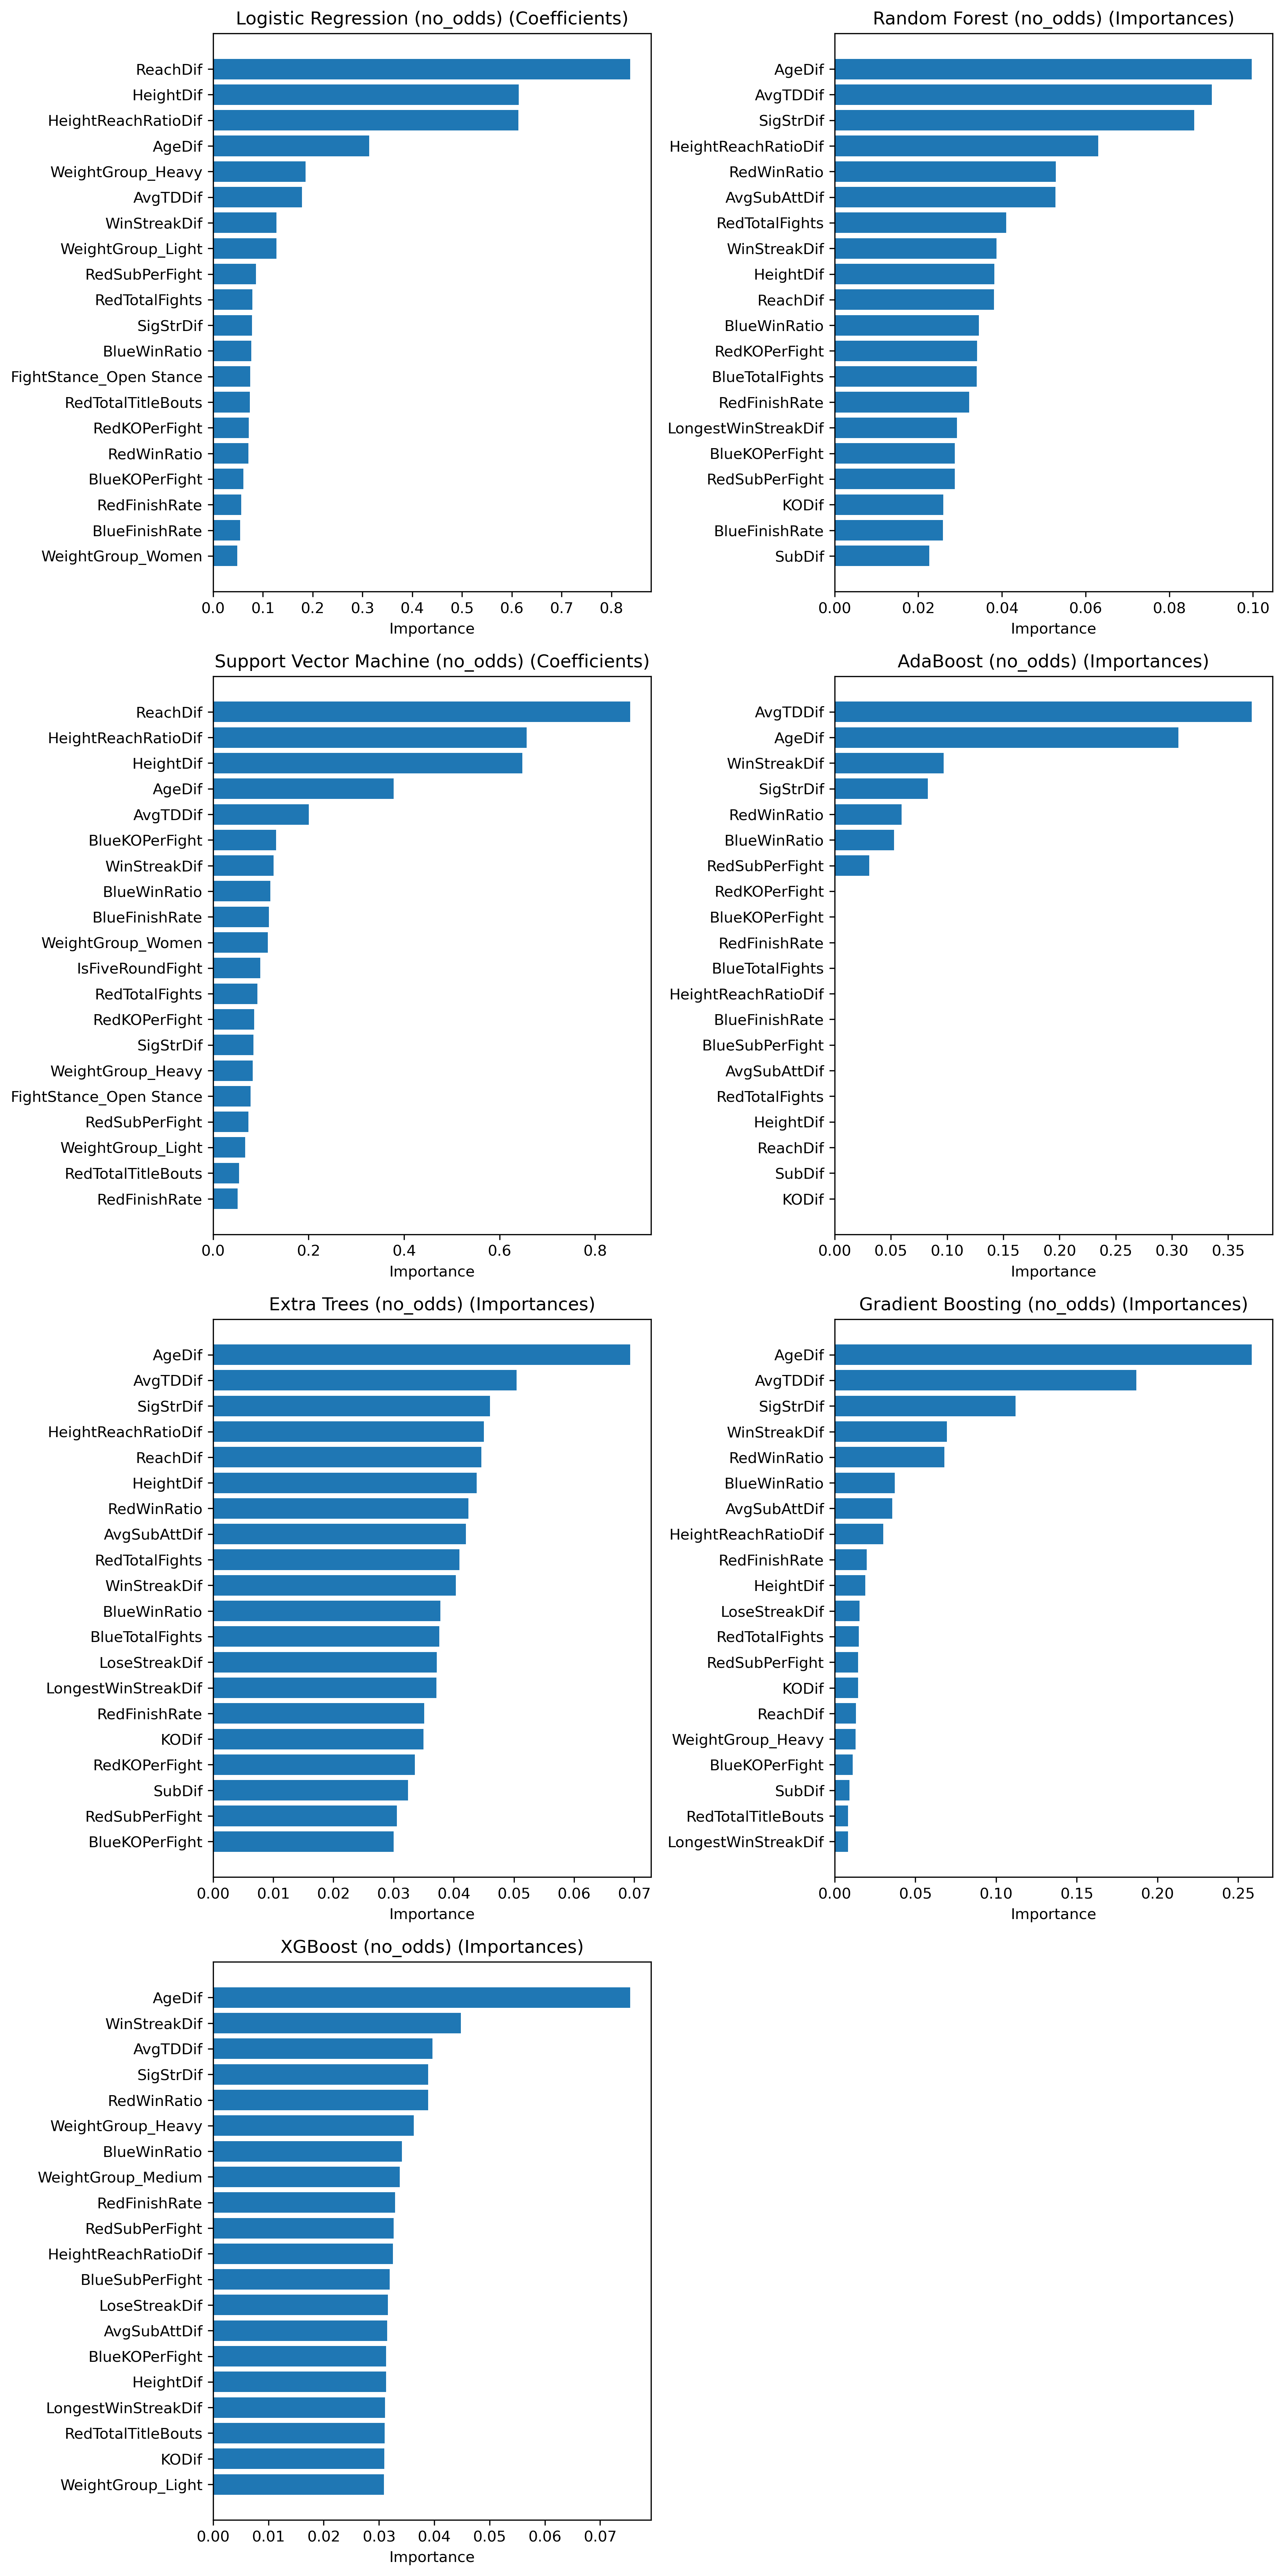 Logistic Regression (no_odds) (Coefficients)
ReachDif
HeightDif
HeightReachRatioDif
AgeDif
WeightGroup_Heavy
AvgTDDif
WinStreakDif
WeightGroup_Light
RedSubPerFight
RedTotalFights
SigStrDif
BlueWinRatio
FightStance_Open Stance
RedTotalTitleBouts
RedKOPerFight
RedWinRatio
BlueKOPerFight
RedFinishRate
BlueFinishRate
WeightGroup_Women
0.0 0.1 0.2 0.3 0.4 0.5 0.6 0.7 0.8
Importance
Random Forest (no_odds) (Importances)
AgeDif
AvgTDDif
SigStrDif
HeightReachRatioDif
RedWinRatio
AvgSubAttDif
RedTotalFights
WinStreakDif
HeightDif
ReachDif
BlueWinRatio
RedKOPerFight
BlueTotalFights
RedFinishRate
LongestWinStreakDif
BlueKOPerFight
RedSubPerFight
KODif
BlueFinishRate
SubDif
0.00 0.02 0.04 0.06 0.08 0.10
Importance
Support Vector Machine (no_odds) (Coefficients)
ReachDif
HeightReachRatioDif
HeightDif
AgeDif
AvgTDDif
BlueKOPerFight
WinStreakDif
BlueWinRatio
BlueFinishRate
WeightGroup_Women
IsFiveRoundFight
RedTotalFights
RedKOPerFight
SigStrDif
WeightGroup_Heavy
FightStance_Open Stance
RedSubPerFight
WeightGroup_Light
RedTotalTitleBouts
RedFinishRate
0.0 0.2 0.4 0.6 0.8
Importance
AdaBoost (no_odds) (Importances)
AvgTDDif
AgeDif
WinStreakDif
SigStrDif
RedWinRatio
BlueWinRatio
RedSubPerFight
RedKOPerFight
BlueKOPerFight
RedFinishRate
BlueTotalFights
HeightReachRatioDif
BlueFinishRate
BlueSubPerFight
AvgSubAttDif
RedTotalFights
HeightDif
ReachDif
SubDif
KODif
0.00 0.05 0.10 0.15 0.20 0.25 0.30 0.35
Importance
Extra Trees (no_odds) (Importances)
AgeDif
AvgTDDif
SigStrDif
HeightReachRatioDif
ReachDif
HeightDif
RedWinRatio
AvgSubAttDif
RedTotalFights
WinStreakDif
BlueWinRatio
BlueTotalFights
LoseStreakDif
LongestWinStreakDif
RedFinishRate
KODif
RedKOPerFight
SubDif
RedSubPerFight
BlueKOPerFight
0.00 0.01 0.02 0.03 0.04 0.05 0.06 0.07
Importance
Gradient Boosting (no_odds) (Importances)
AgeDif
AvgTDDif
SigStrDif
WinStreakDif
RedWinRatio
BlueWinRatio
AvgSubAttDif
HeightReachRatioDif
RedFinishRate
HeightDif
LoseStreakDif
RedTotalFights
RedSubPerFight
KODif
ReachDif
WeightGroup_Heavy
BlueKOPerFight
SubDif
RedTotalTitleBouts
LongestWinStreakDif
0.00 0.05 0.10 0.15 0.20 0.25
Importance
XGBoost (no_odds) (Importances)
AgeDif
WinStreakDif
AvgTDDif
SigStrDif
RedWinRatio
WeightGroup_Heavy
BlueWinRatio
WeightGroup_Medium
RedFinishRate
RedSubPerFight
HeightReachRatioDif
BlueSubPerFight
LoseStreakDif
AvgSubAttDif
BlueKOPerFight
HeightDif
LongestWinStreakDif
RedTotalTitleBouts
KODif
WeightGroup_Light
0.00 0.01 0.02 0.03 0.04 0.05 0.06 0.07
Importance